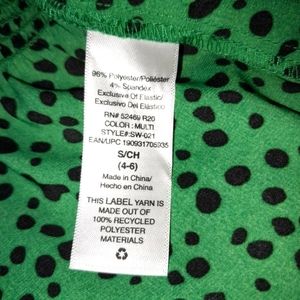 96% Polyester/Poliéster
4% Spandex
Exclusive Of Elastic/
Exclusivo Del Elástico
RN# 52469 R20
COLOR: MULTI
STYLE#:SW-021
EAN/UPC 190931705935
S/CH
(4-6)
Made in China/
Hecho en China
THIS LABEL YARN IS
MADE OUT OF
100% RECYCLED
POLYESTER
MATERIALS